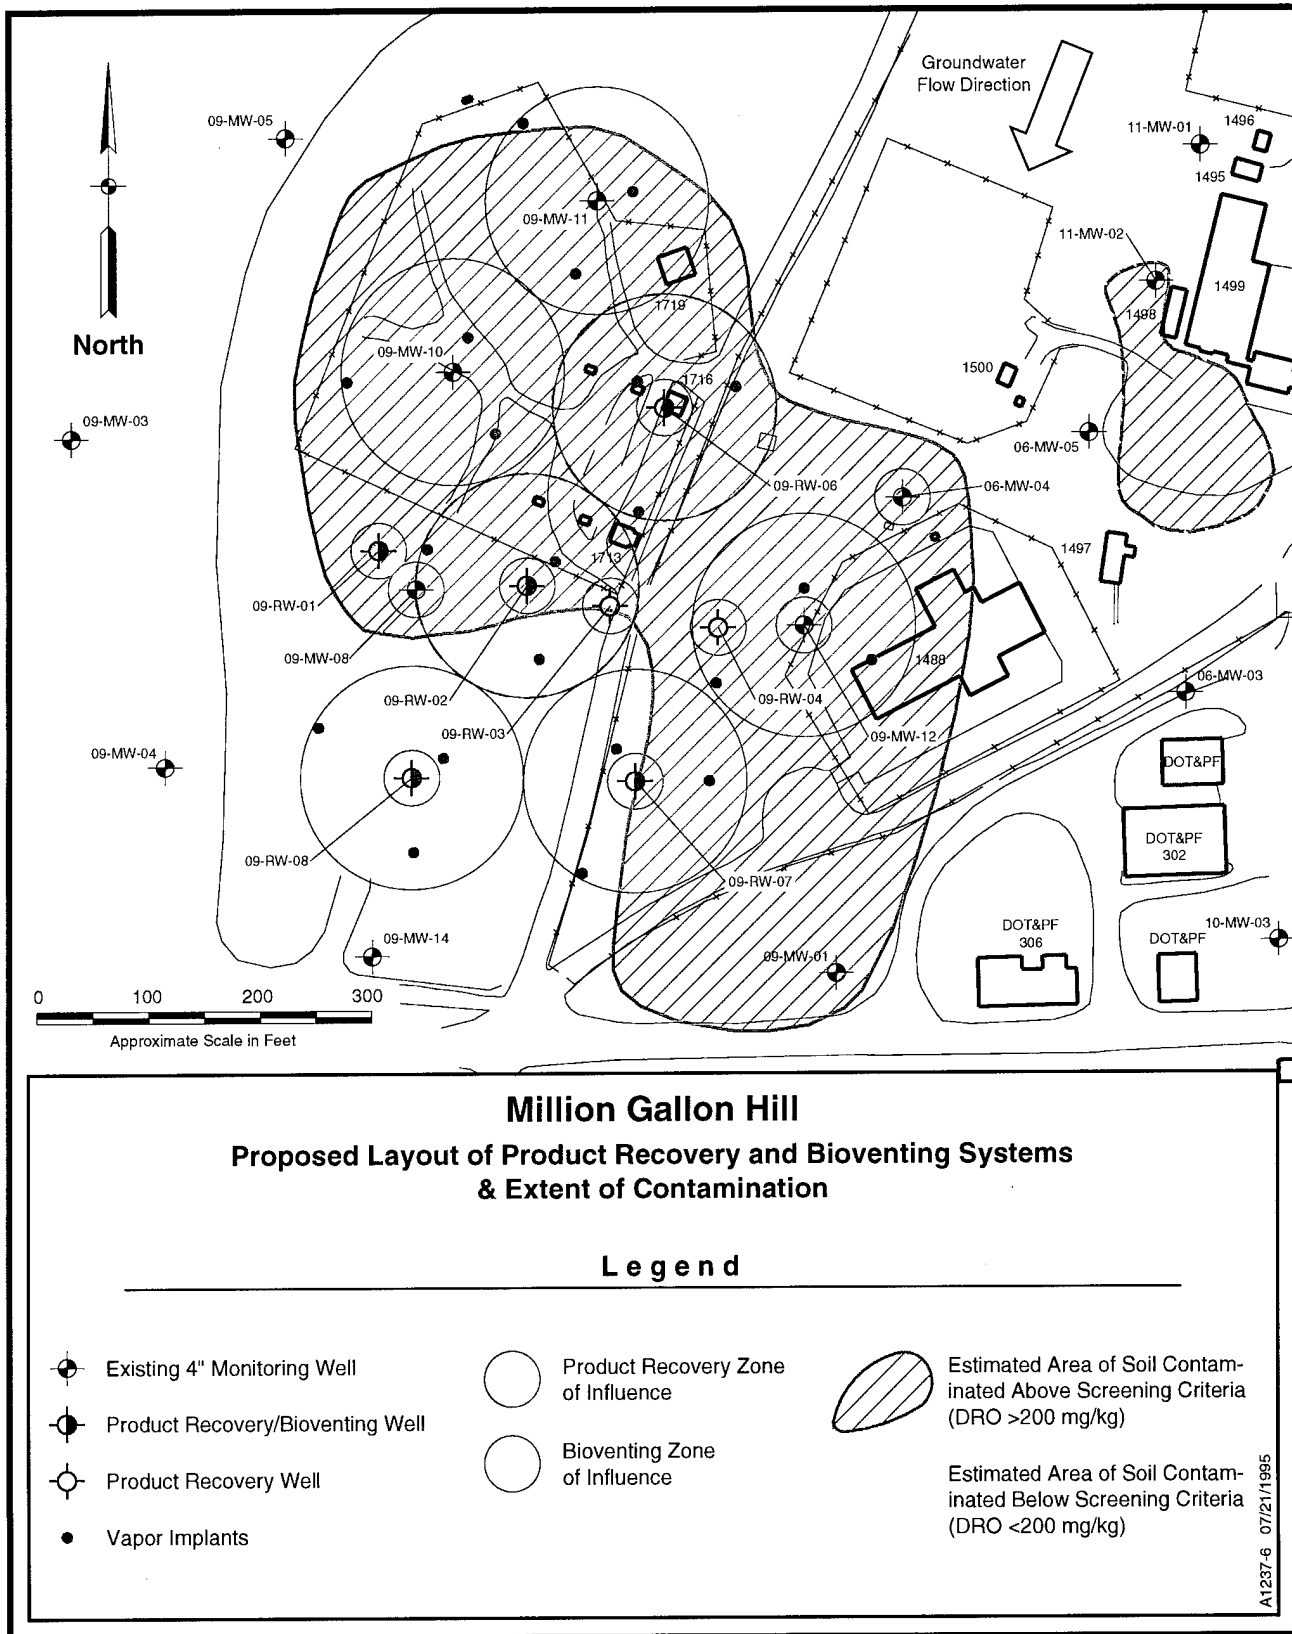 Groundwater
Flow Direction
09-MW-05
11-MW-01
1496
1495
09-MW-11
11-MW-02
1499
1498
1719
North
09-MW-10
1716
1500
09-MW-03
06-MW-05
09-RW-06
06-MW-04
1713
1497
09-RW-01
09-MW-08
1488
09-RW-02
09-RW-04
06-MW-03
09-RW-03
09-MW-12
09-MW-04
DOT&PF
DOT&PF
302
09-RW-08
09-RW-07
09-MW-14
09-MW-01
DOT&PF
306
DOT&PF
10-MW-03
0 100 200 300
Approximate Scale in Feet
Million Gallon Hill
Proposed Layout of Product Recovery and Bioventing Systems
& Extent of Contamination
Legend
Existing 4" Monitoring Well
Product Recovery/Bioventing Well
Product Recovery Well
Vapor Implants
Product Recovery Zone
of Influence
Bioventing Zone
of Influence
Estimated Area of Soil Contam-
inated Above Screening Criteria
(DRO >200 mg/kg)
Estimated Area of Soil Contam-
inated Below Screening Criteria
(DRO <200 mg/kg)
A1237-6 07/21/1995